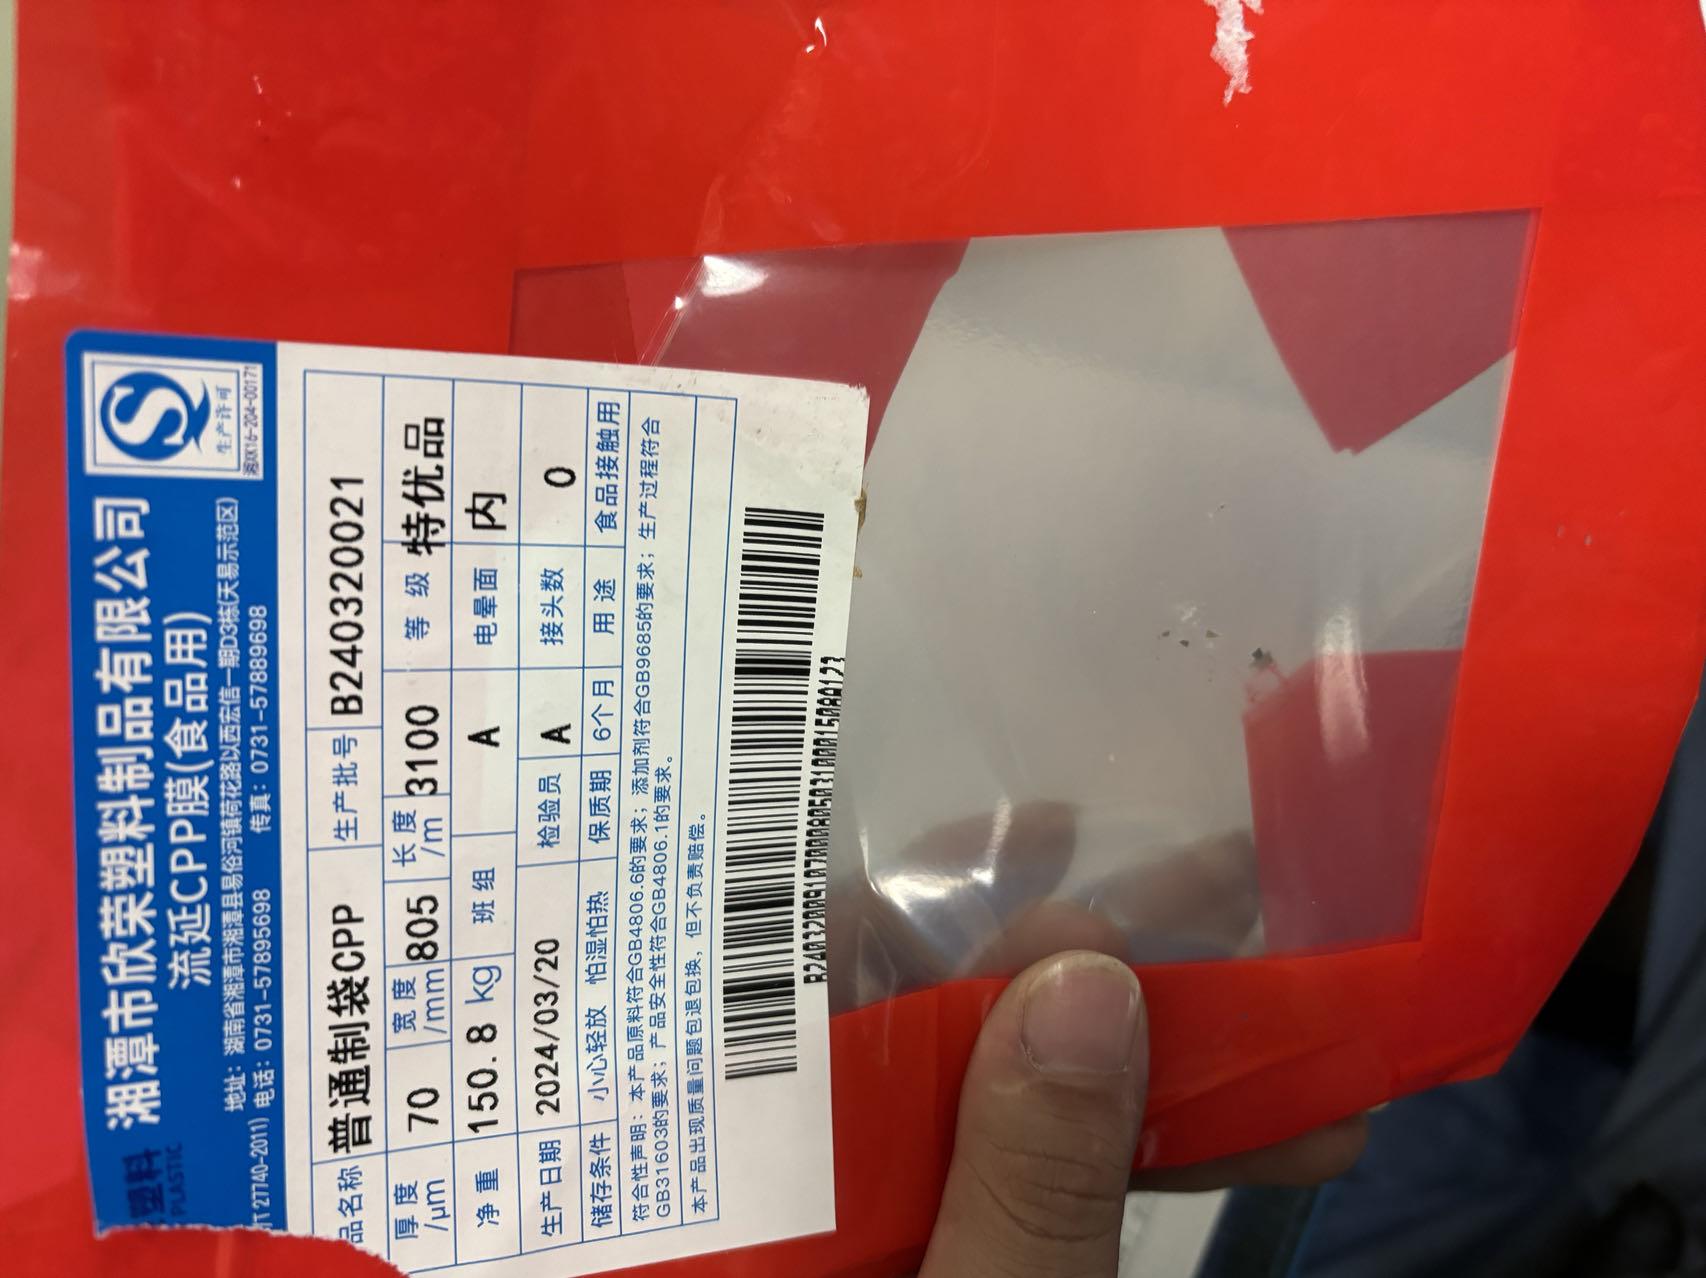 塑料
PLASTIC
湘潭市欣荣塑料制品有限公司
流延CPP膜(食品用)
生产许可
湘XK16-204-00171
地址：湖南省湘潭市湘潭县易俗河镇荷花路以西宏信一期D3栋(天易示范区)
T 27740-2011) 电话：0731-57895698 传真：0731-57889698
品名称 普通制袋CPP 生产批号 B240320021
厚度/μm 70 宽度/mm 805 长度/m 3100 等级 特优品
净重 150.8 kg 班组 A 电晕面 内
生产日期 2024/03/20 检验员 A 接头数 0
储存条件 小心轻放 怕湿怕热 保质期 6个月 用途 食品接触用
符合性声明：本产品原料符合GB4806.6的要求；添加剂符合GB9685的要求；生产过程符合
GB31603的要求；产品安全性符合GB4806.1的要求。
本产品出现质量问题包退包换，但不负责赔偿。